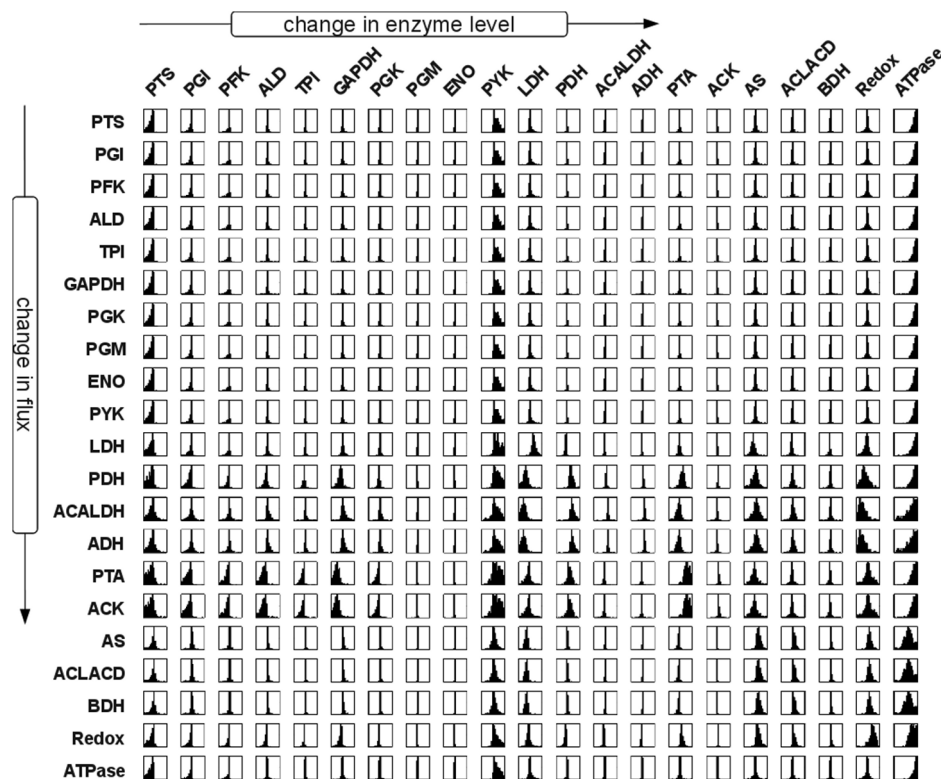 change in enzyme level
PTS PGI PFK ALD TPI GAPDH PGK PGM ENO PYK LDH PDH ACALDH ADH PTA ACK AS ACLACD BDH Redox ATPase
change in flux
PTS
PGI
PFK
ALD
TPI
GAPDH
PGK
PGM
ENO
PYK
LDH
PDH
ACALDH
ADH
PTA
ACK
AS
ACLACD
BDH
Redox
ATPase